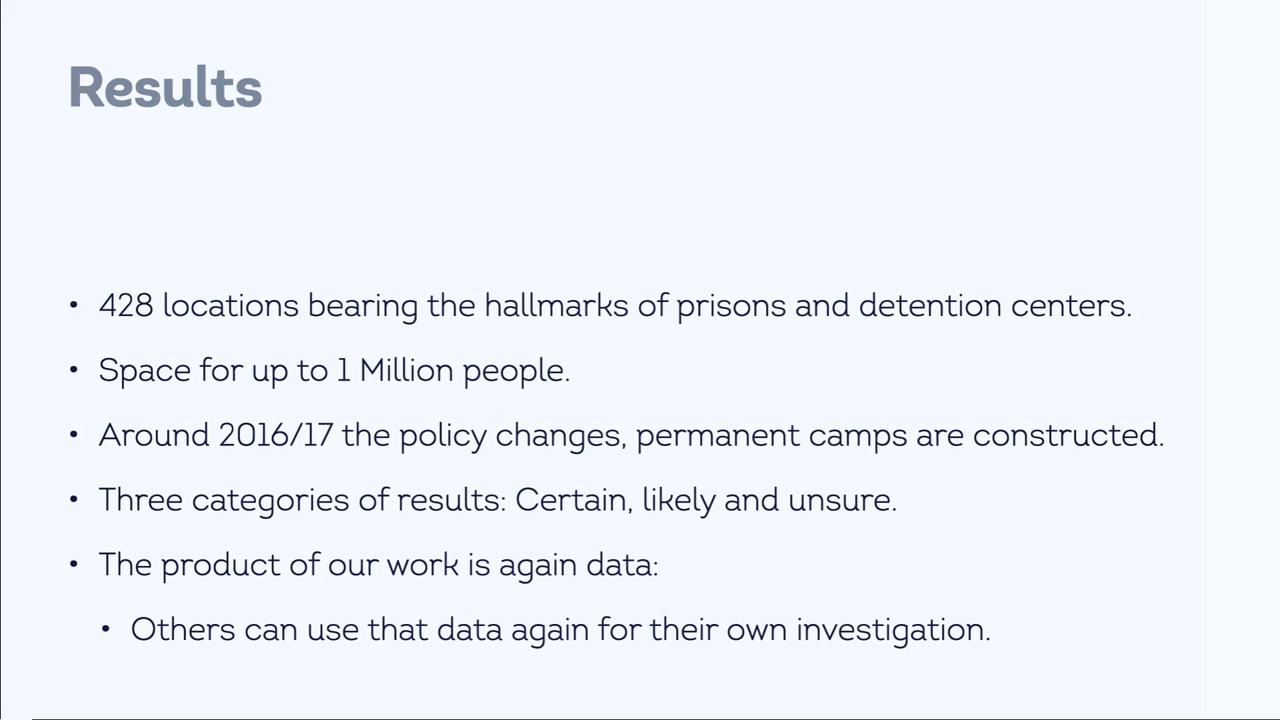 Results
• 428 locations bearing the hallmarks of prisons and detention centers.
• Space for up to 1 Million people.
• Around 2016/17 the policy changes, permanent camps are constructed.
• Three categories of results: Certain, likely and unsure.
• The product of our work is again data:
• Others can use that data again for their own investigation.